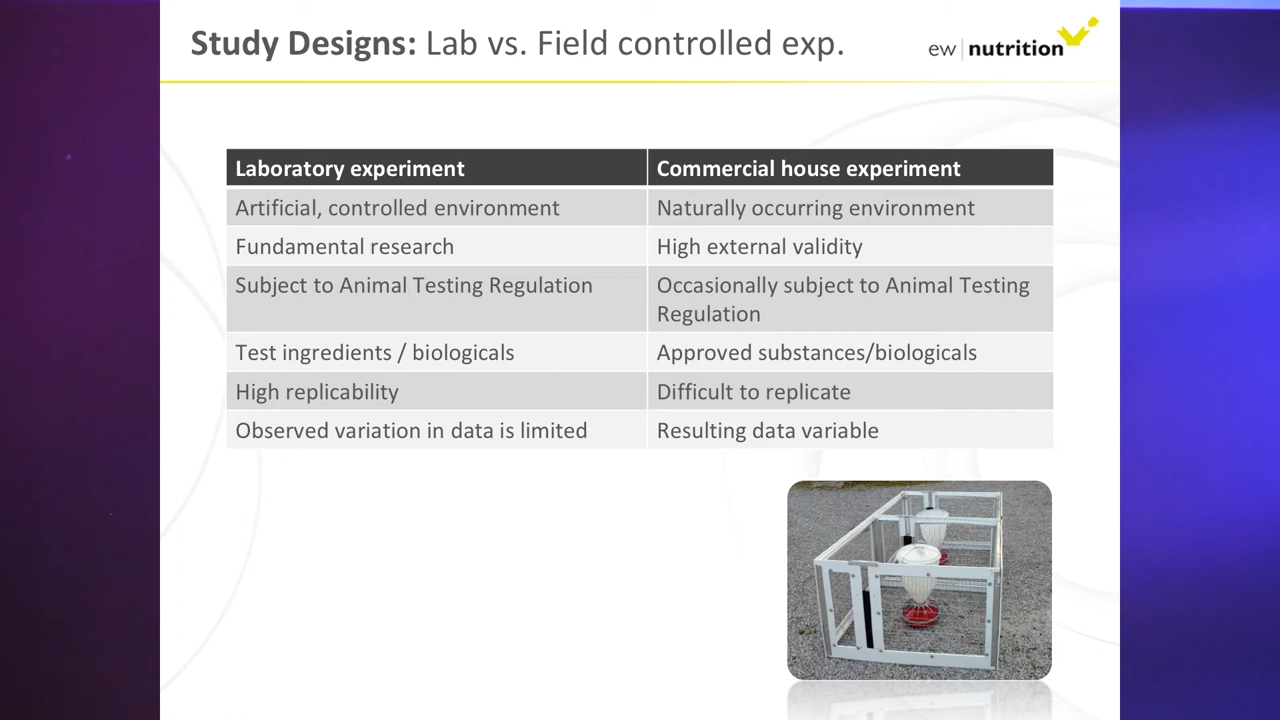 Study Designs: Lab vs. Field controlled exp.
ew nutrition
Laboratory experiment
Commercial house experiment
Artificial, controlled environment
Naturally occurring environment
Fundamental research
High external validity
Subject to Animal Testing Regulation
Occasionally subject to Animal Testing
Regulation
Test ingredients / biologicals
Approved substances/biologicals
High replicability
Difficult to replicate
Observed variation in data is limited
Resulting data variable